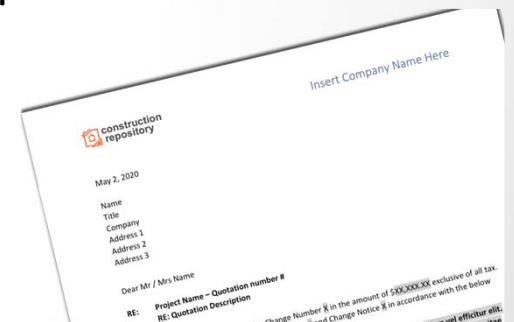 Insert Company Name Here
construction
repository
May 2, 2020
Name
Title
Company
Address 1
Address 2
Address 3
Dear Mr / Mrs Name
RE: Project Name – Quotation number #
RE: Quotation Description
Change Number X in the amount of $XX,XXX.XX exclusive of all tax.
and Change Notice X in accordance with the below
vel efficitur elit.